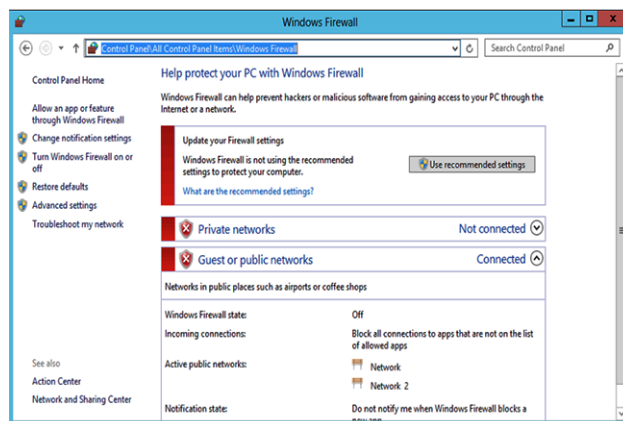 Windows Firewall
Control Panel\All Control Panel Items\Windows Firewall
Search Control Panel
Control Panel Home
Allow an app or feature
through Windows Firewall
Change notification settings
Turn Windows Firewall on or
off
Restore defaults
Advanced settings
Troubleshoot my network
See also
Action Center
Network and Sharing Center
Help protect your PC with Windows Firewall
Windows Firewall can help prevent hackers or malicious software from gaining access to your PC through the
Internet or a network.
Update your Firewall settings
Windows Firewall is not using the recommended
settings to protect your computer.
Use recommended settings
What are the recommended settings?
Private networks Not connected
Guest or public networks Connected
Networks in public places such as airports or coffee shops
Windows Firewall state: Off
Incoming connections: Block all connections to apps that are not on the list
of allowed apps
Active public networks: Network
Network 2
Notification state: Do not notify me when Windows Firewall blocks a